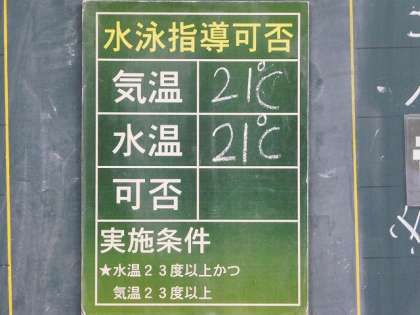 水泳指導可否
気温 21℃
水温 21℃
可否
実施条件
★水温23度以上かつ
気温23度以上